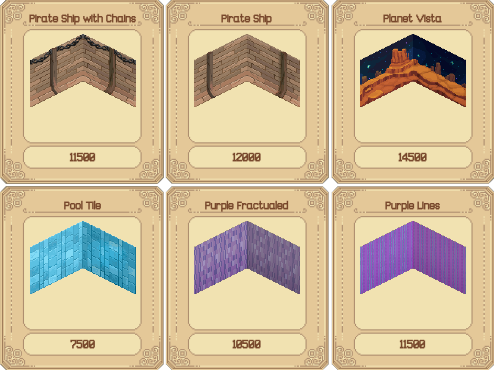 Pirate Ship with Chains
Pirate Ship
Planet Vista
11500
12000
14500
Pool Tile
Purple Fractualed
Purple Lines
7500
10500
11500